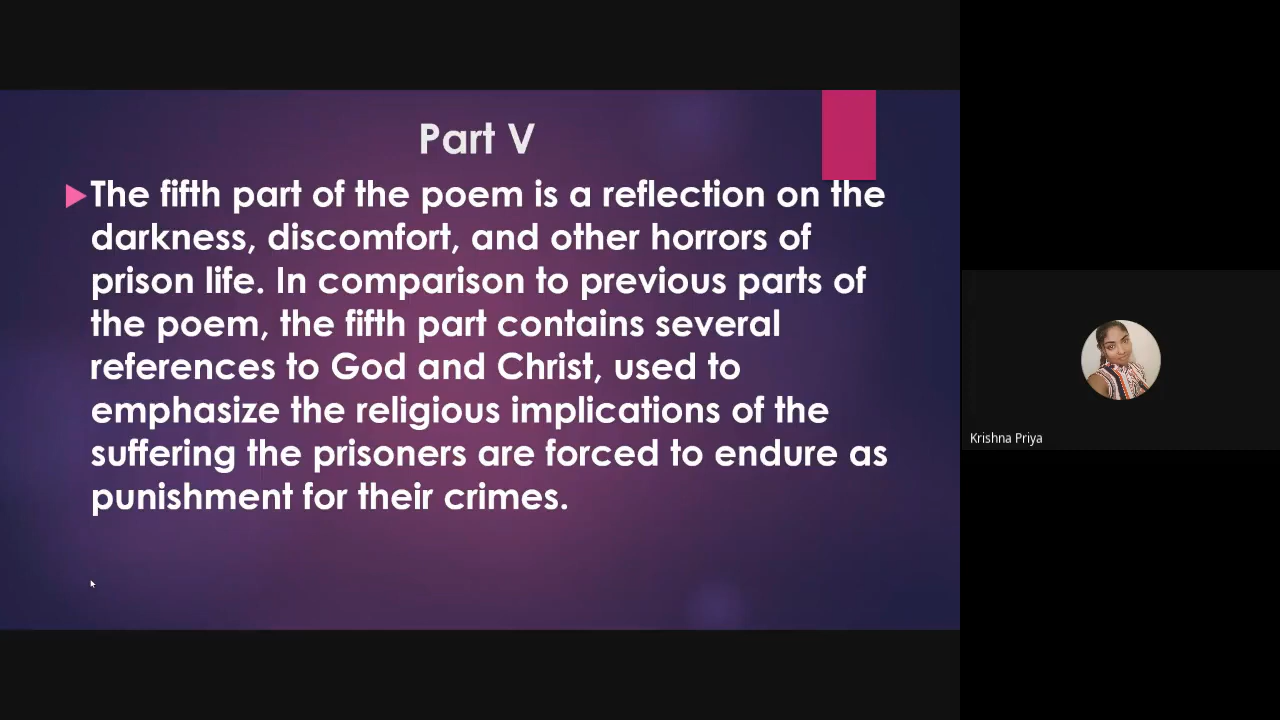 Part V
The fifth part of the poem is a reflection on the
darkness, discomfort, and other horrors of
prison life. In comparison to previous parts of
the poem, the fifth part contains several
references to God and Christ, used to
emphasize the religious implications of the
suffering the prisoners are forced to endure as
punishment for their crimes.
Krishna Priya